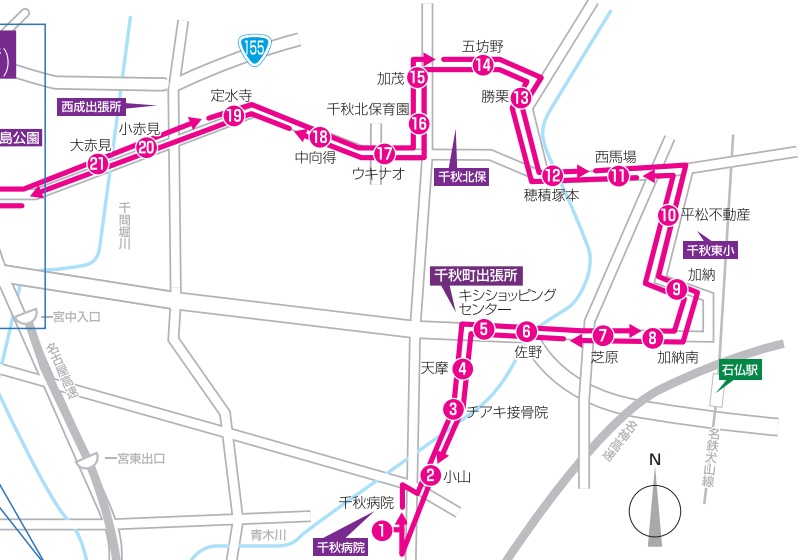 155
五坊野
14
加茂
15
定水寺
勝栗
13
西成出張所
千秋北保育園
16
小赤見
19
島公園
大赤見
20
21
18
17
中向得
ウキナオ
千秋北保
12
穂積塚本
西馬場
11
千間堀川
10
平松不動産
千秋東小
加納
9
千秋町出張所
キシショッピング
センター
5
6
佐野
7
芝原
8
加納南
宮中入口
名古屋高速
天摩
4
石仏駅
3
チアキ接骨院
名神高速
名鉄犬山線
宮東出口
2
小山
N
千秋病院
1
千秋病院
青木川